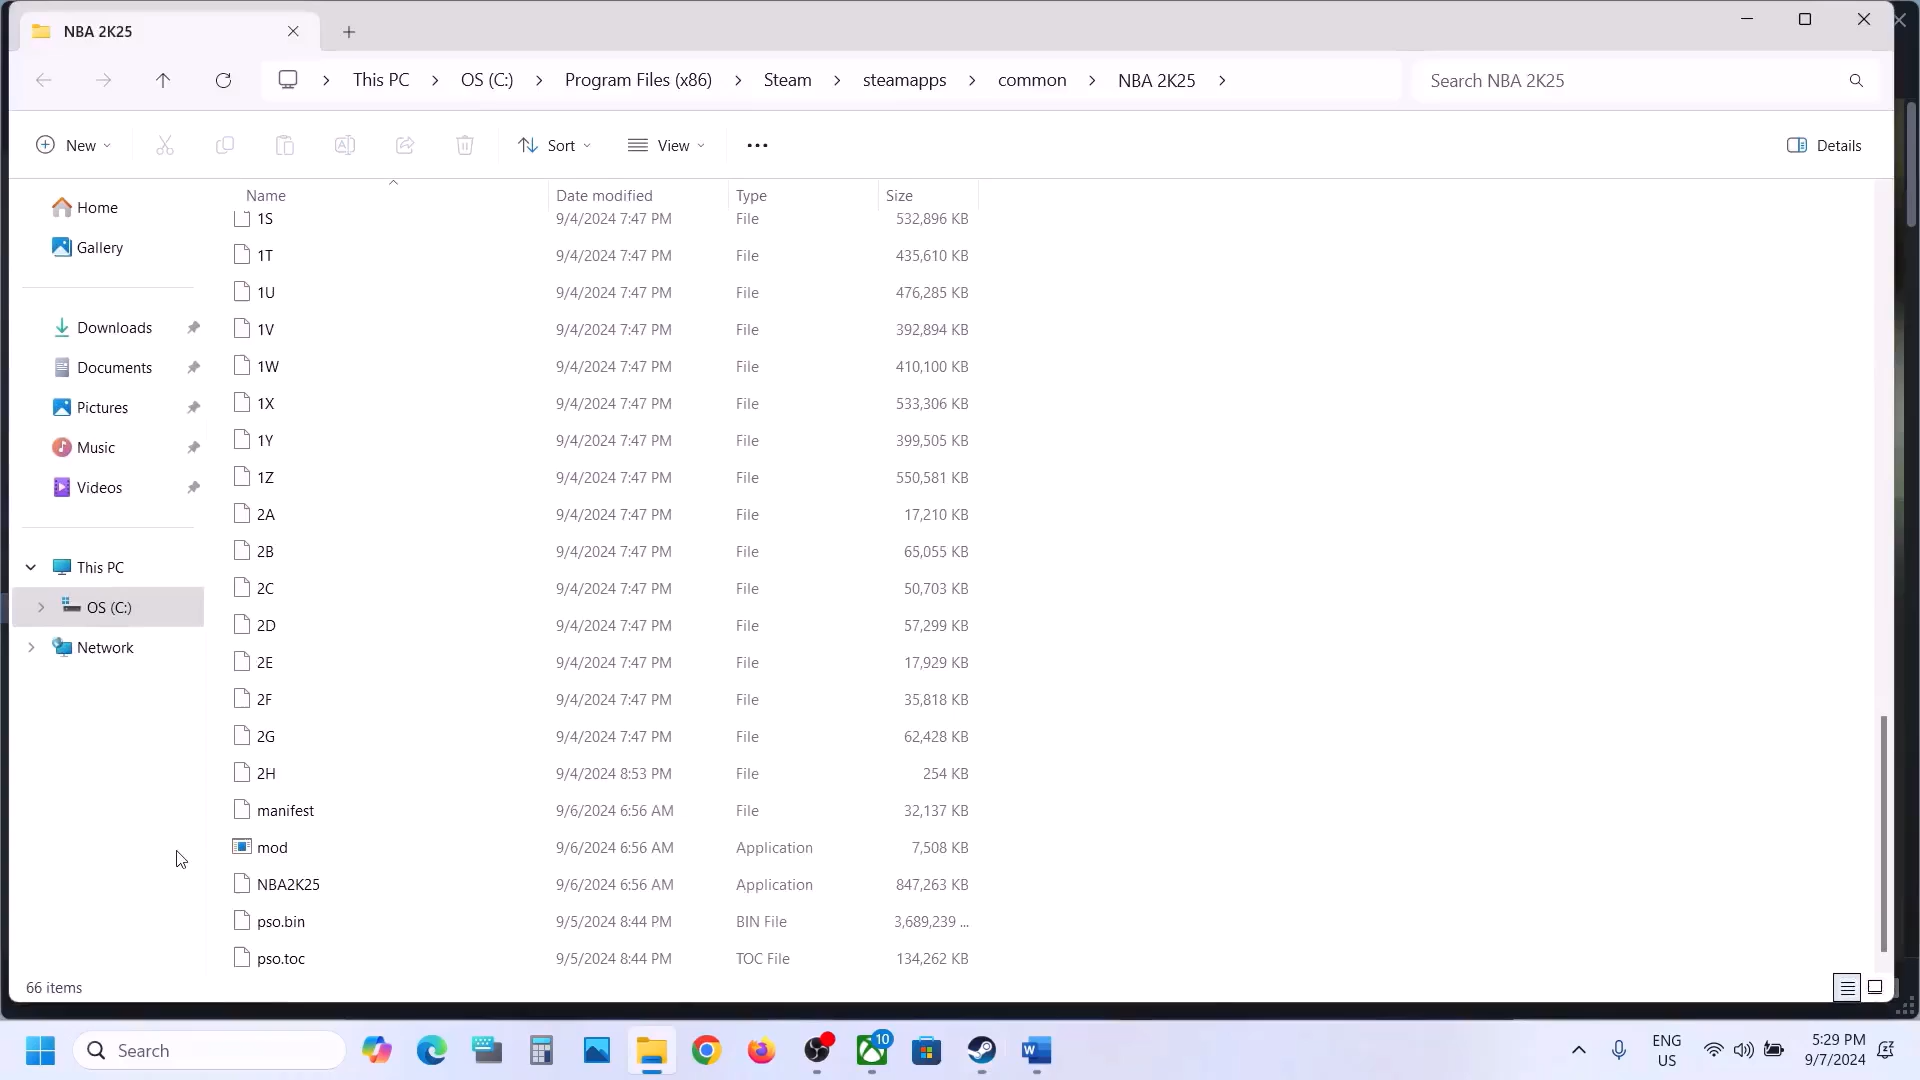 NBA 2K25
This PC > OS (C:) > Program Files (x86) > Steam > steamapps > common > NBA 2K25 >
Search NBA 2K25
New
Sort
View
Details
Home
Gallery
Downloads
Documents
Pictures
Music
Videos
This PC
OS (C:)
Network
Name Date modified Type Size
1S 9/4/2024 7:47 PM File 532,896 KB
1T 9/4/2024 7:47 PM File 435,610 KB
1U 9/4/2024 7:47 PM File 476,285 KB
1V 9/4/2024 7:47 PM File 392,894 KB
1W 9/4/2024 7:47 PM File 410,100 KB
1X 9/4/2024 7:47 PM File 533,306 KB
1Y 9/4/2024 7:47 PM File 399,505 KB
1Z 9/4/2024 7:47 PM File 550,581 KB
2A 9/4/2024 7:47 PM File 17,210 KB
2B 9/4/2024 7:47 PM File 65,055 KB
2C 9/4/2024 7:47 PM File 50,703 KB
2D 9/4/2024 7:47 PM File 57,299 KB
2E 9/4/2024 7:47 PM File 17,929 KB
2F 9/4/2024 7:47 PM File 35,818 KB
2G 9/4/2024 7:47 PM File 62,428 KB
2H 9/4/2024 8:53 PM File 254 KB
manifest 9/6/2024 6:56 AM File 32,137 KB
mod 9/6/2024 6:56 AM Application 7,508 KB
NBA2K25 9/6/2024 6:56 AM Application 847,263 KB
pso.bin 9/5/2024 8:44 PM BIN File 3,689,239 ...
pso.toc 9/5/2024 8:44 PM TOC File 134,262 KB
66 items
Search
10
ENG
US
5:29 PM
9/7/2024